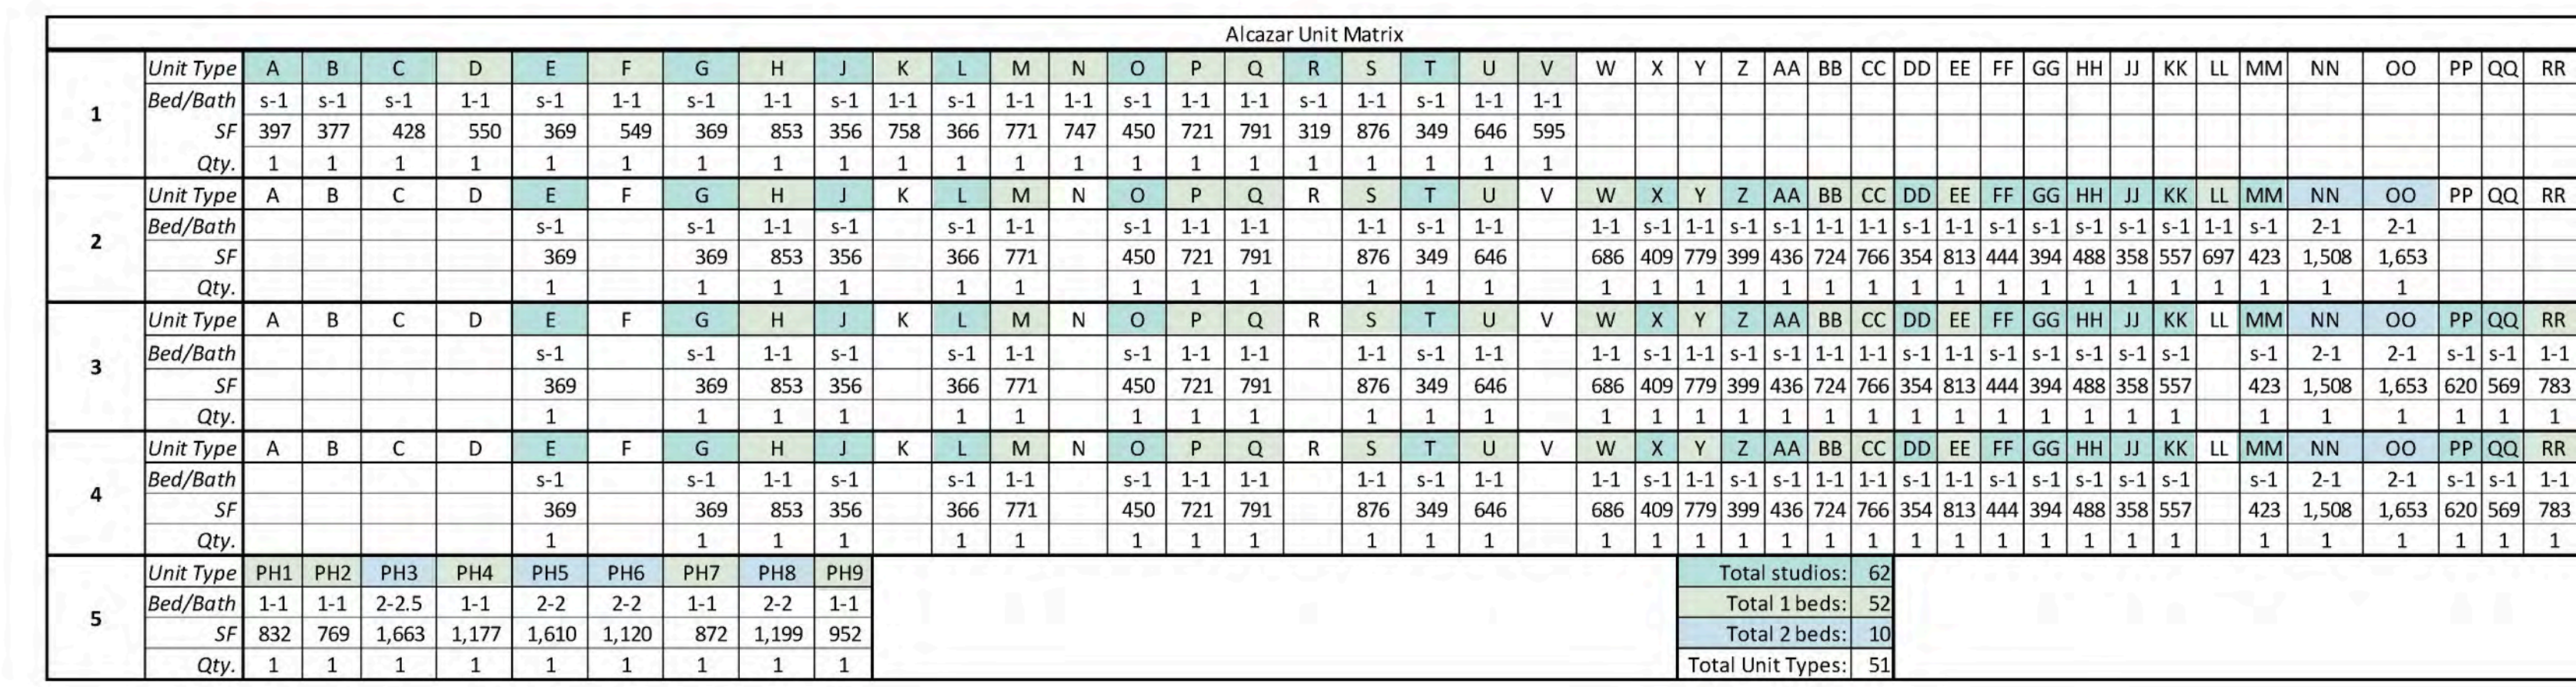 Alcazar Unit Matrix
1
Unit Type A B C D E F G H J K L M N O P Q R S T U V W X Y Z AA BB CC DD EE FF GG HH JJ KK LL MM NN OO PP QQ RR
Bed/Bath s-1 s-1 s-1 1-1 s-1 1-1 s-1 1-1 s-1 1-1 s-1 1-1 1-1 s-1 1-1 1-1 s-1 1-1 s-1 1-1 1-1
SF 397 377 428 550 369 549 369 853 356 758 366 771 747 450 721 791 319 876 349 646 595
Qty. 1 1 1 1 1 1 1 1 1 1 1 1 1 1 1 1 1 1 1 1 1
2
Unit Type A B C D E F G H J K L M N O P Q R S T U V W X Y Z AA BB CC DD EE FF GG HH JJ KK LL MM NN OO PP QQ RR
Bed/Bath s-1 s-1 1-1 s-1 s-1 1-1 s-1 1-1 1-1 1-1 s-1 1-1 1-1 s-1 1-1 s-1 s-1 1-1 1-1 s-1 1-1 s-1 s-1 s-1 s-1 s-1 1-1 s-1 2-1 2-1
SF 369 369 853 356 366 771 450 721 791 876 349 646 686 409 779 399 436 724 766 354 813 444 394 488 358 557 697 423 1,508 1,653
Qty. 1 1 1 1 1 1 1 1 1 1 1 1 1 1 1 1 1 1 1 1 1 1 1 1 1 1 1 1 1 1
3
Unit Type A B C D E F G H J K L M N O P Q R S T U V W X Y Z AA BB CC DD EE FF GG HH JJ KK LL MM NN OO PP QQ RR
Bed/Bath s-1 s-1 1-1 s-1 s-1 1-1 s-1 1-1 1-1 1-1 s-1 1-1 1-1 s-1 1-1 s-1 s-1 1-1 1-1 s-1 1-1 s-1 s-1 s-1 s-1 s-1 s-1 2-1 2-1 s-1 s-1 1-1
SF 369 369 853 356 366 771 450 721 791 876 349 646 686 409 779 399 436 724 766 354 813 444 394 488 358 557 423 1,508 1,653 620 569 783
Qty. 1 1 1 1 1 1 1 1 1 1 1 1 1 1 1 1 1 1 1 1 1 1 1 1 1 1 1 1 1 1 1 1
4
Unit Type A B C D E F G H J K L M N O P Q R S T U V W X Y Z AA BB CC DD EE FF GG HH JJ KK LL MM NN OO PP QQ RR
Bed/Bath s-1 s-1 1-1 s-1 s-1 1-1 s-1 1-1 1-1 1-1 s-1 1-1 1-1 s-1 1-1 s-1 s-1 1-1 1-1 s-1 1-1 s-1 s-1 s-1 s-1 s-1 s-1 2-1 2-1 s-1 s-1 1-1
SF 369 369 853 356 366 771 450 721 791 876 349 646 686 409 779 399 436 724 766 354 813 444 394 488 358 557 423 1,508 1,653 620 569 783
Qty. 1 1 1 1 1 1 1 1 1 1 1 1 1 1 1 1 1 1 1 1 1 1 1 1 1 1 1 1 1 1 1 1
5
Unit Type PH1 PH2 PH3 PH4 PH5 PH6 PH7 PH8 PH9
Bed/Bath 1-1 1-1 2-2.5 1-1 2-2 2-2 1-1 2-2 1-1
SF 832 769 1,663 1,177 1,610 1,120 872 1,199 952
Qty. 1 1 1 1 1 1 1 1 1
Total studios: 62
Total 1 beds: 52
Total 2 beds: 10
Total Unit Types: 51